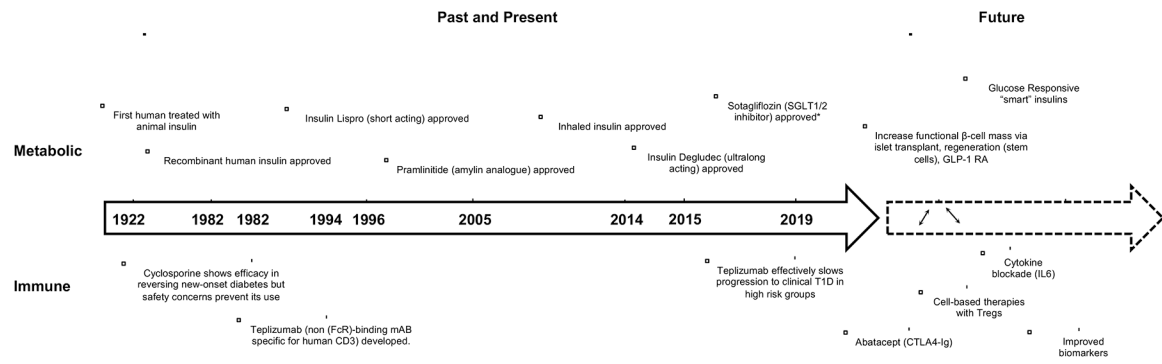 Past and Present
Future
First human treated with
animal insulin
Recombinant human insulin approved
Insulin Lispro (short acting) approved
Pramlinitide (amylin analogue) approved
Inhaled insulin approved
Insulin Degludec (ultralong
acting) approved
Sotagliflozin (SGLT1/2
inhibitor) approved*
Increase functional β-cell mass via
islet transplant, regeneration (stem
cells), GLP-1 RA
Glucose Responsive
“smart” insulins
Metabolic
1922 1982 1982 1994 1996 2005 2014 2015 2019
Immune
Cyclosporine shows efficacy in
reversing new-onset diabetes but
safety concerns prevent its use
Teplizumab (non (FcR)-binding mAB
specific for human CD3) developed.
Teplizumab effectively slows
progression to clinical T1D in
high risk groups
Cytokine
blockade (IL6)
Cell-based therapies
with Tregs
Abatacept (CTLA4-Ig)
Improved
biomarkers